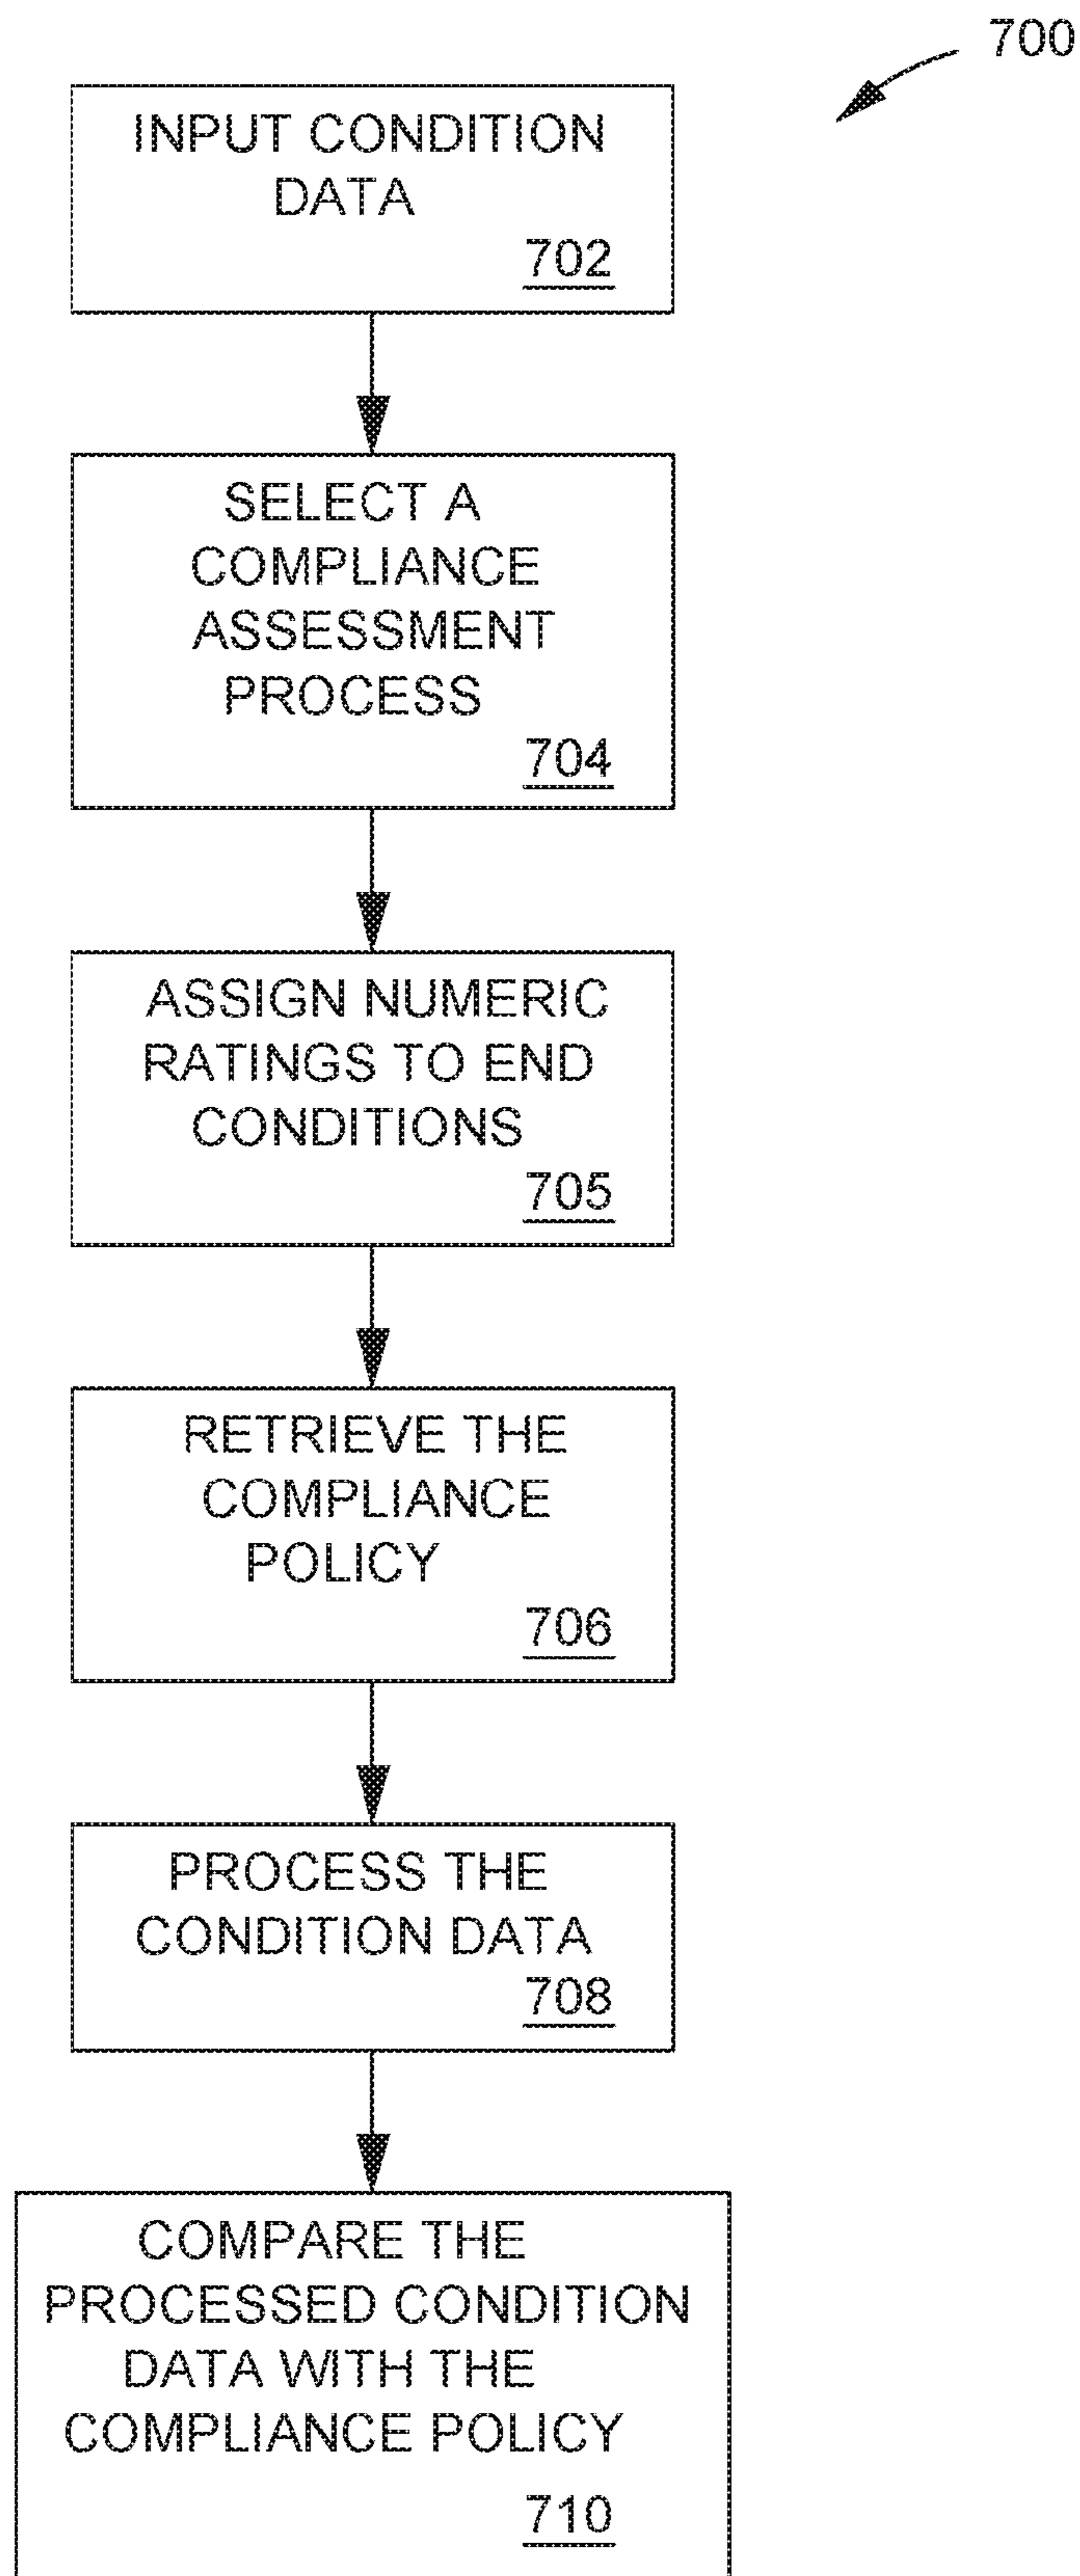 700
INPUT CONDITION
DATA
702
SELECT A
COMPLIANCE
ASSESSMENT
PROCESS
704
ASSIGN NUMERIC
RATINGS TO END
CONDITIONS
705
RETRIEVE THE
COMPLIANCE
POLICY
706
PROCESS THE
CONDITION DATA
708
COMPARE THE
PROCESSED CONDITION
DATA WITH THE
COMPLIANCE POLICY
710